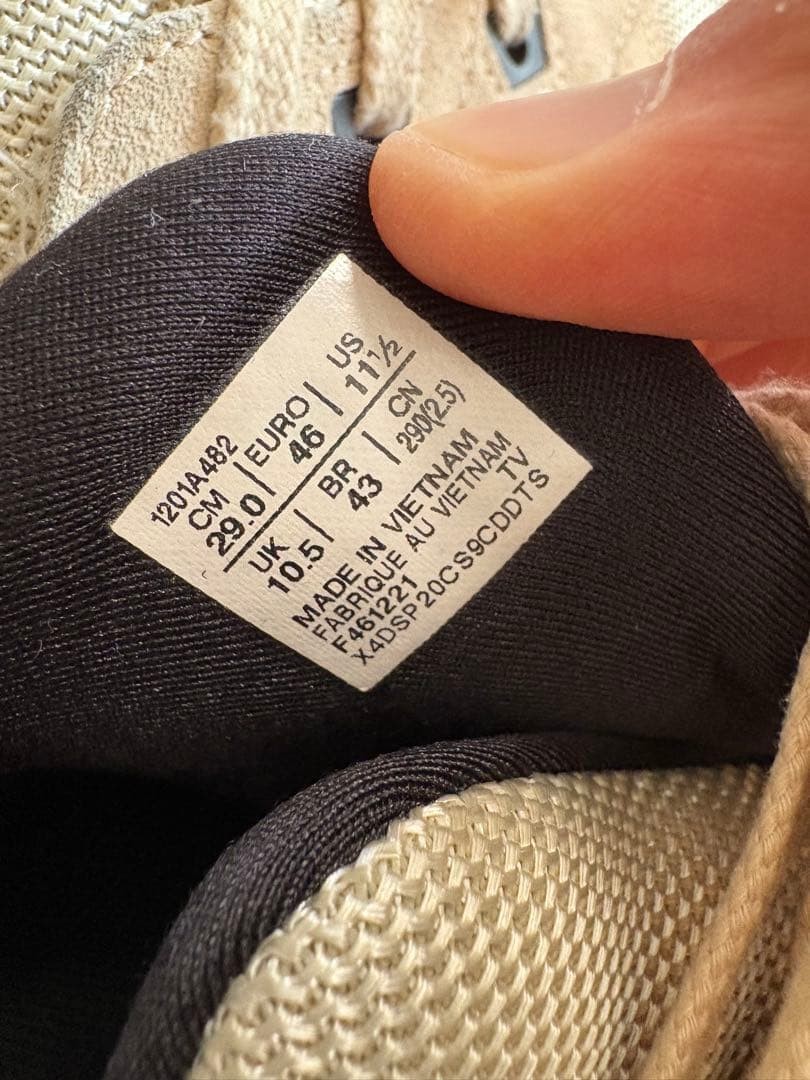 1201A482
CM | EURO | US
29.0 | 46 | 11½
UK | BR | CN
10.5 | 43 | 290(2.5)
MADE IN VIETNAM
FABRIQUE AU VIETNAM
F461221 TV
X4DSP20CS9CDDTS